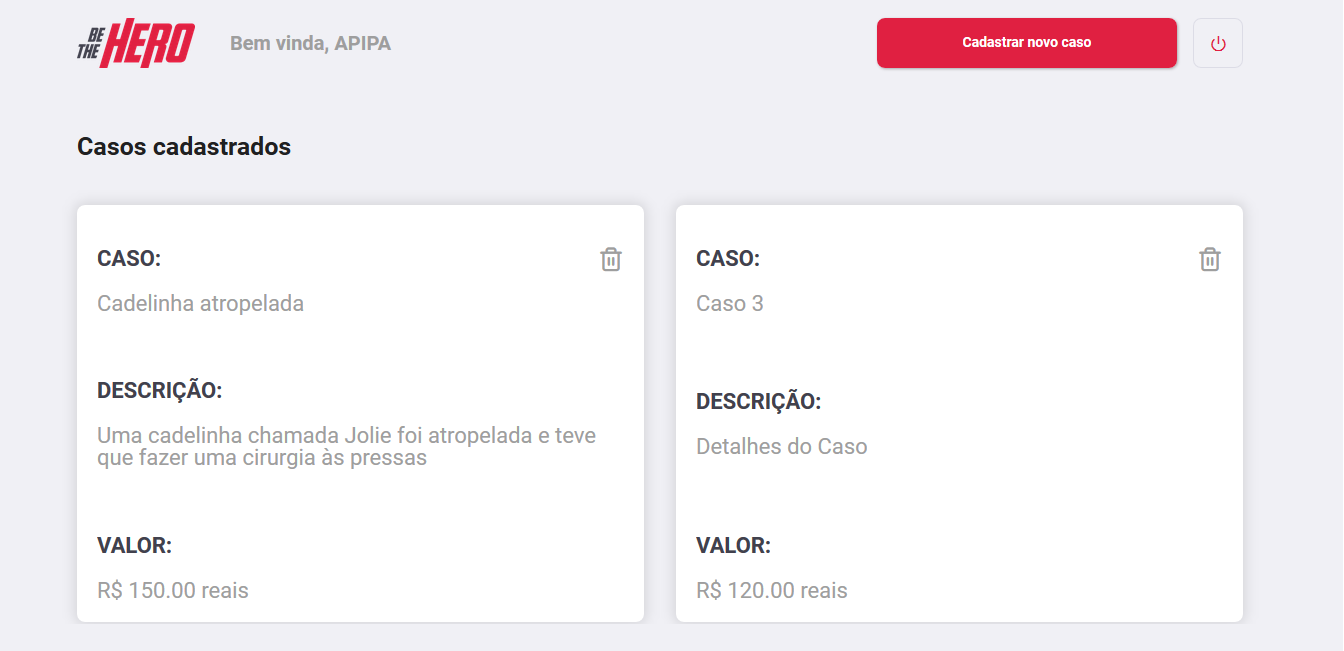 BE THE HERO
Bem vinda, APIPA
Cadastrar novo caso
Casos cadastrados
CASO:
Cadelinha atropelada
DESCRIÇÃO:
Uma cadelinha chamada Jolie foi atropelada e teve
que fazer uma cirurgia às pressas
VALOR:
R$ 150.00 reais
CASO:
Caso 3
DESCRIÇÃO:
Detalhes do Caso
VALOR:
R$ 120.00 reais